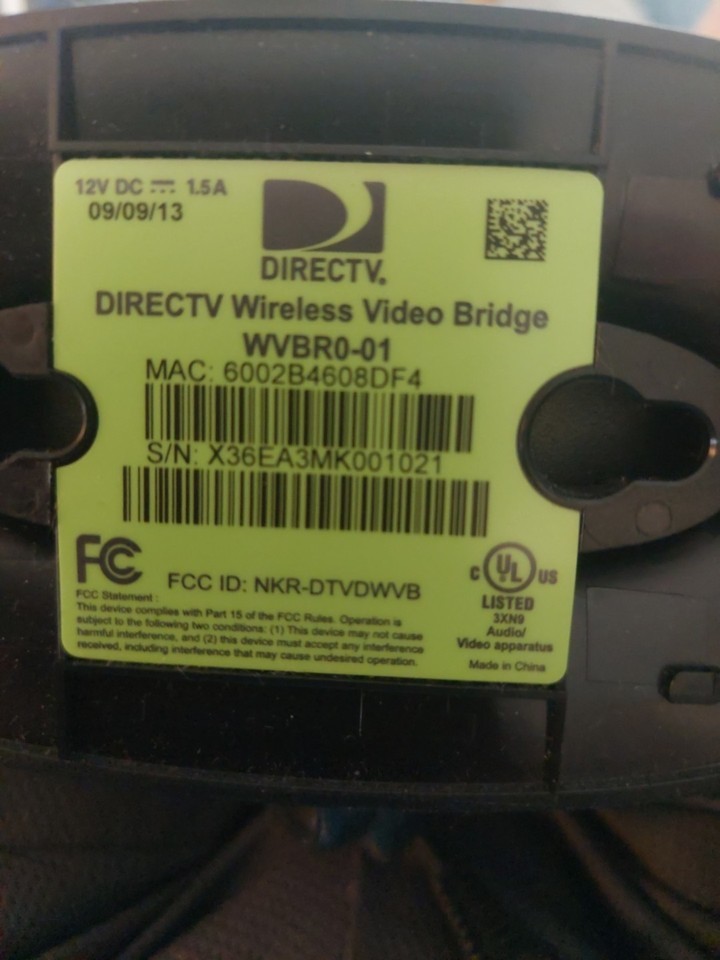 12V DC ⎓ 1.5A
09/09/13
DIRECTV.
DIRECTV Wireless Video Bridge
WVBR0-01
MAC: 6002B4608DF4
S/N: X36EA3MK001021
FC
FCC ID: NKR-DTVDWVB
FCC Statement :
This device complies with Part 15 of the FCC Rules. Operation is
subject to the following two conditions: (1) This device may not cause
harmful interference, and (2) this device must accept any interference
received, including interference that may cause undesired operation.
C UL US
LISTED
3XN9
Audio/
Video apparatus
Made in China